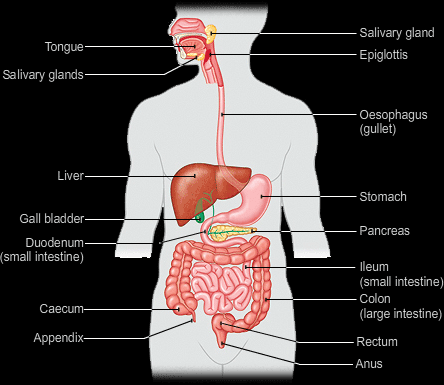 Tongue
Salivary glands
Liver
Gall bladder
Duodenum
(small intestine)
Caecum
Appendix
Salivary gland
Epiglottis
Oesophagus
(gullet)
Stomach
Pancreas
Ileum
(small intestine)
Colon
(large intestine)
Rectum
Anus